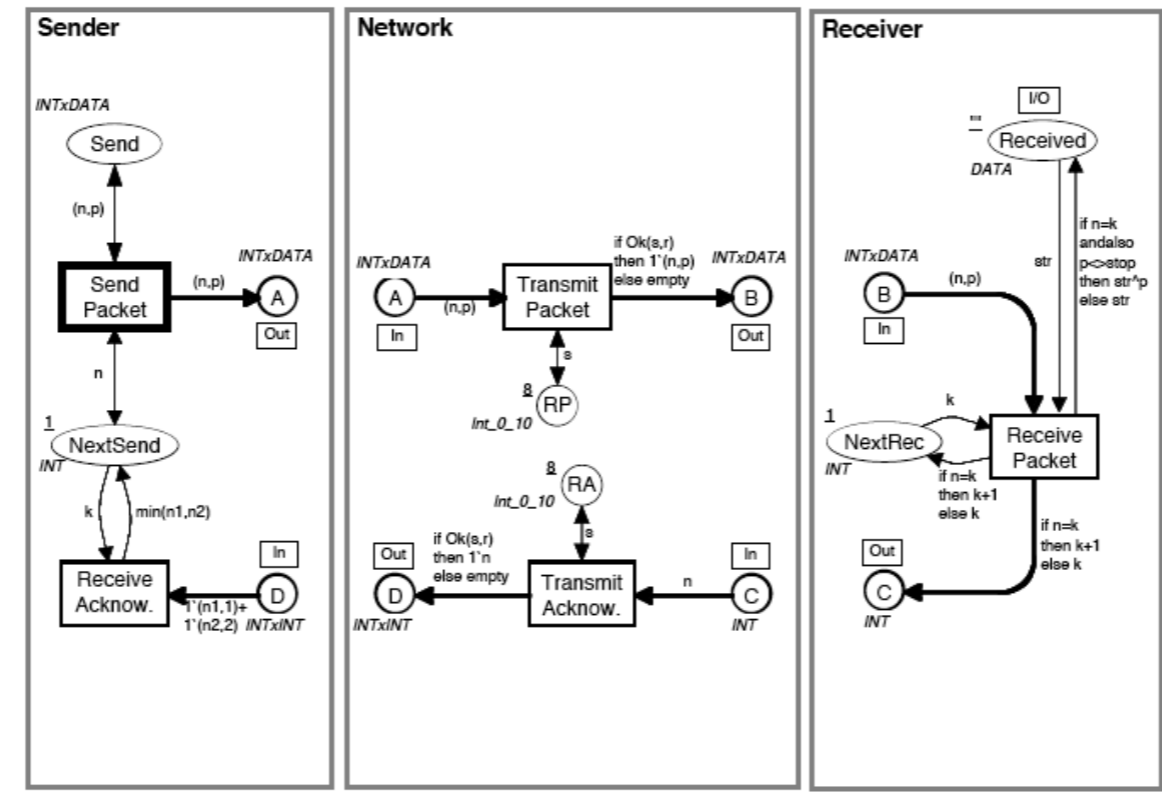 Sender
INTxDATA
Send
(n,p)
Send
Packet
(n,p)
INTxDATA
A
Out
n
1
NextSend
INT
k
min(n1,n2)
Receive
Acknow.
In
D
1`(n1,1)+
1`(n2,2)
INTxINT
Network
INTxDATA
A
In
(n,p)
Transmit
Packet
if Ok(s,r)
then 1`(n,p)
else empty
INTxDATA
B
Out
s
8
RP
Int_0_10
8
RA
Int_0_10
s
Out
D
INTxINT
if Ok(s,r)
then 1`n
else empty
Transmit
Acknow.
n
In
C
INT
Receiver
I/O
""
Received
DATA
INTxDATA
B
In
(n,p)
str
if n=k
andalso
p<>stop
then str^p
else str
1
NextRec
INT
k
if n=k
then k+1
else k
Receive
Packet
if n=k
then k+1
else k
Out
C
INT